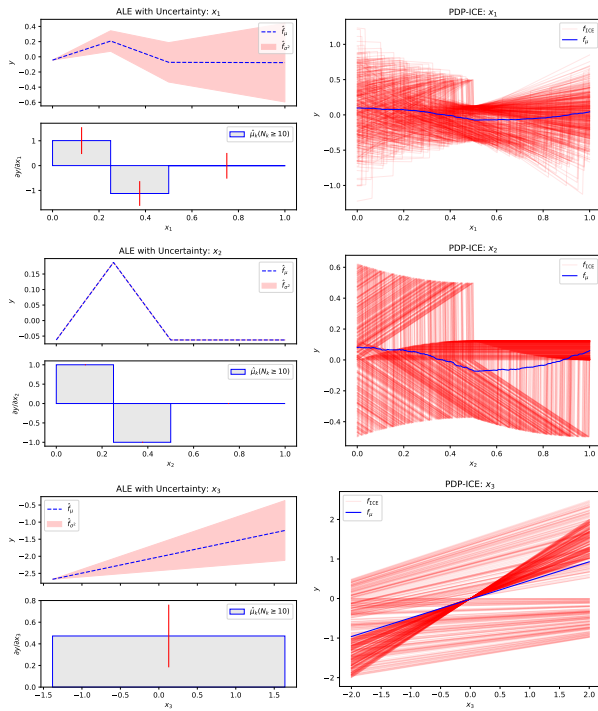 ALE with Uncertainty: x₁
0.4
0.2
0.0
−0.2
−0.4
−0.6
y
f̂_μ
f̂_σ²
1
0
−1
∂y/∂x₁
μ̂_k(N_k ≥ 10)
0.0 0.2 0.4 0.6 0.8 1.0
x₁
PDP-ICE: x₁
1.0
0.5
0.0
−0.5
−1.0
y
f_ICE
f_μ
0.0 0.2 0.4 0.6 0.8 1.0
x₁
ALE with Uncertainty: x₂
0.15
0.10
0.05
0.00
−0.05
y
f̂_μ
f̂_σ²
1.0
0.5
0.0
−0.5
−1.0
∂y/∂x₂
μ̂_k(N_k ≥ 10)
0.0 0.2 0.4 0.6 0.8 1.0
x₂
PDP-ICE: x₂
0.6
0.4
0.2
0.0
−0.2
−0.4
y
f_ICE
f_μ
0.0 0.2 0.4 0.6 0.8 1.0
x₂
ALE with Uncertainty: x₃
−0.5
−1.0
−1.5
−2.0
−2.5
y
f̂_μ
f̂_σ²
0.8
0.6
0.4
0.2
0.0
∂y/∂x₃
μ̂_k(N_k ≥ 10)
−1.5 −1.0 −0.5 0.0 0.5 1.0 1.5
x₃
PDP-ICE: x₃
2
1
0
−1
−2
y
f_ICE
f_μ
−2.0 −1.5 −1.0 −0.5 0.0 0.5 1.0 1.5 2.0
x₃